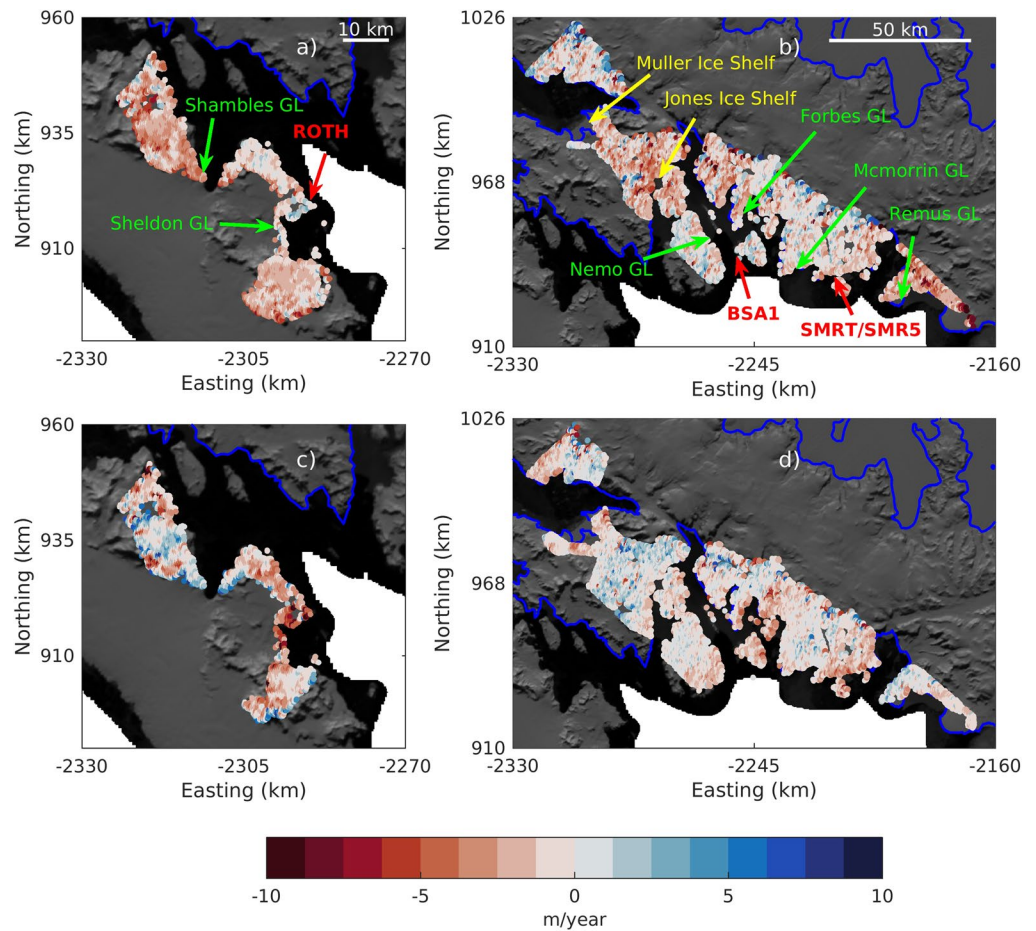 960
a)
10 km
Shambles GL
935
ROTH
Northing (km)
Sheldon GL
910
-2330
-2305
-2270
Easting (km)
1026
b)
50 km
Muller Ice Shelf
Jones Ice Shelf
Forbes GL
968
Mcmorrin GL
Northing (km)
Remus GL
Nemo GL
BSA1
SMRT/SMR5
910
-2330
-2245
-2160
Easting (km)
960
c)
935
Northing (km)
910
-2330
-2305
-2270
Easting (km)
1026
d)
968
Northing (km)
910
-2330
-2245
-2160
Easting (km)
-10
-5
0
5
10
m/year